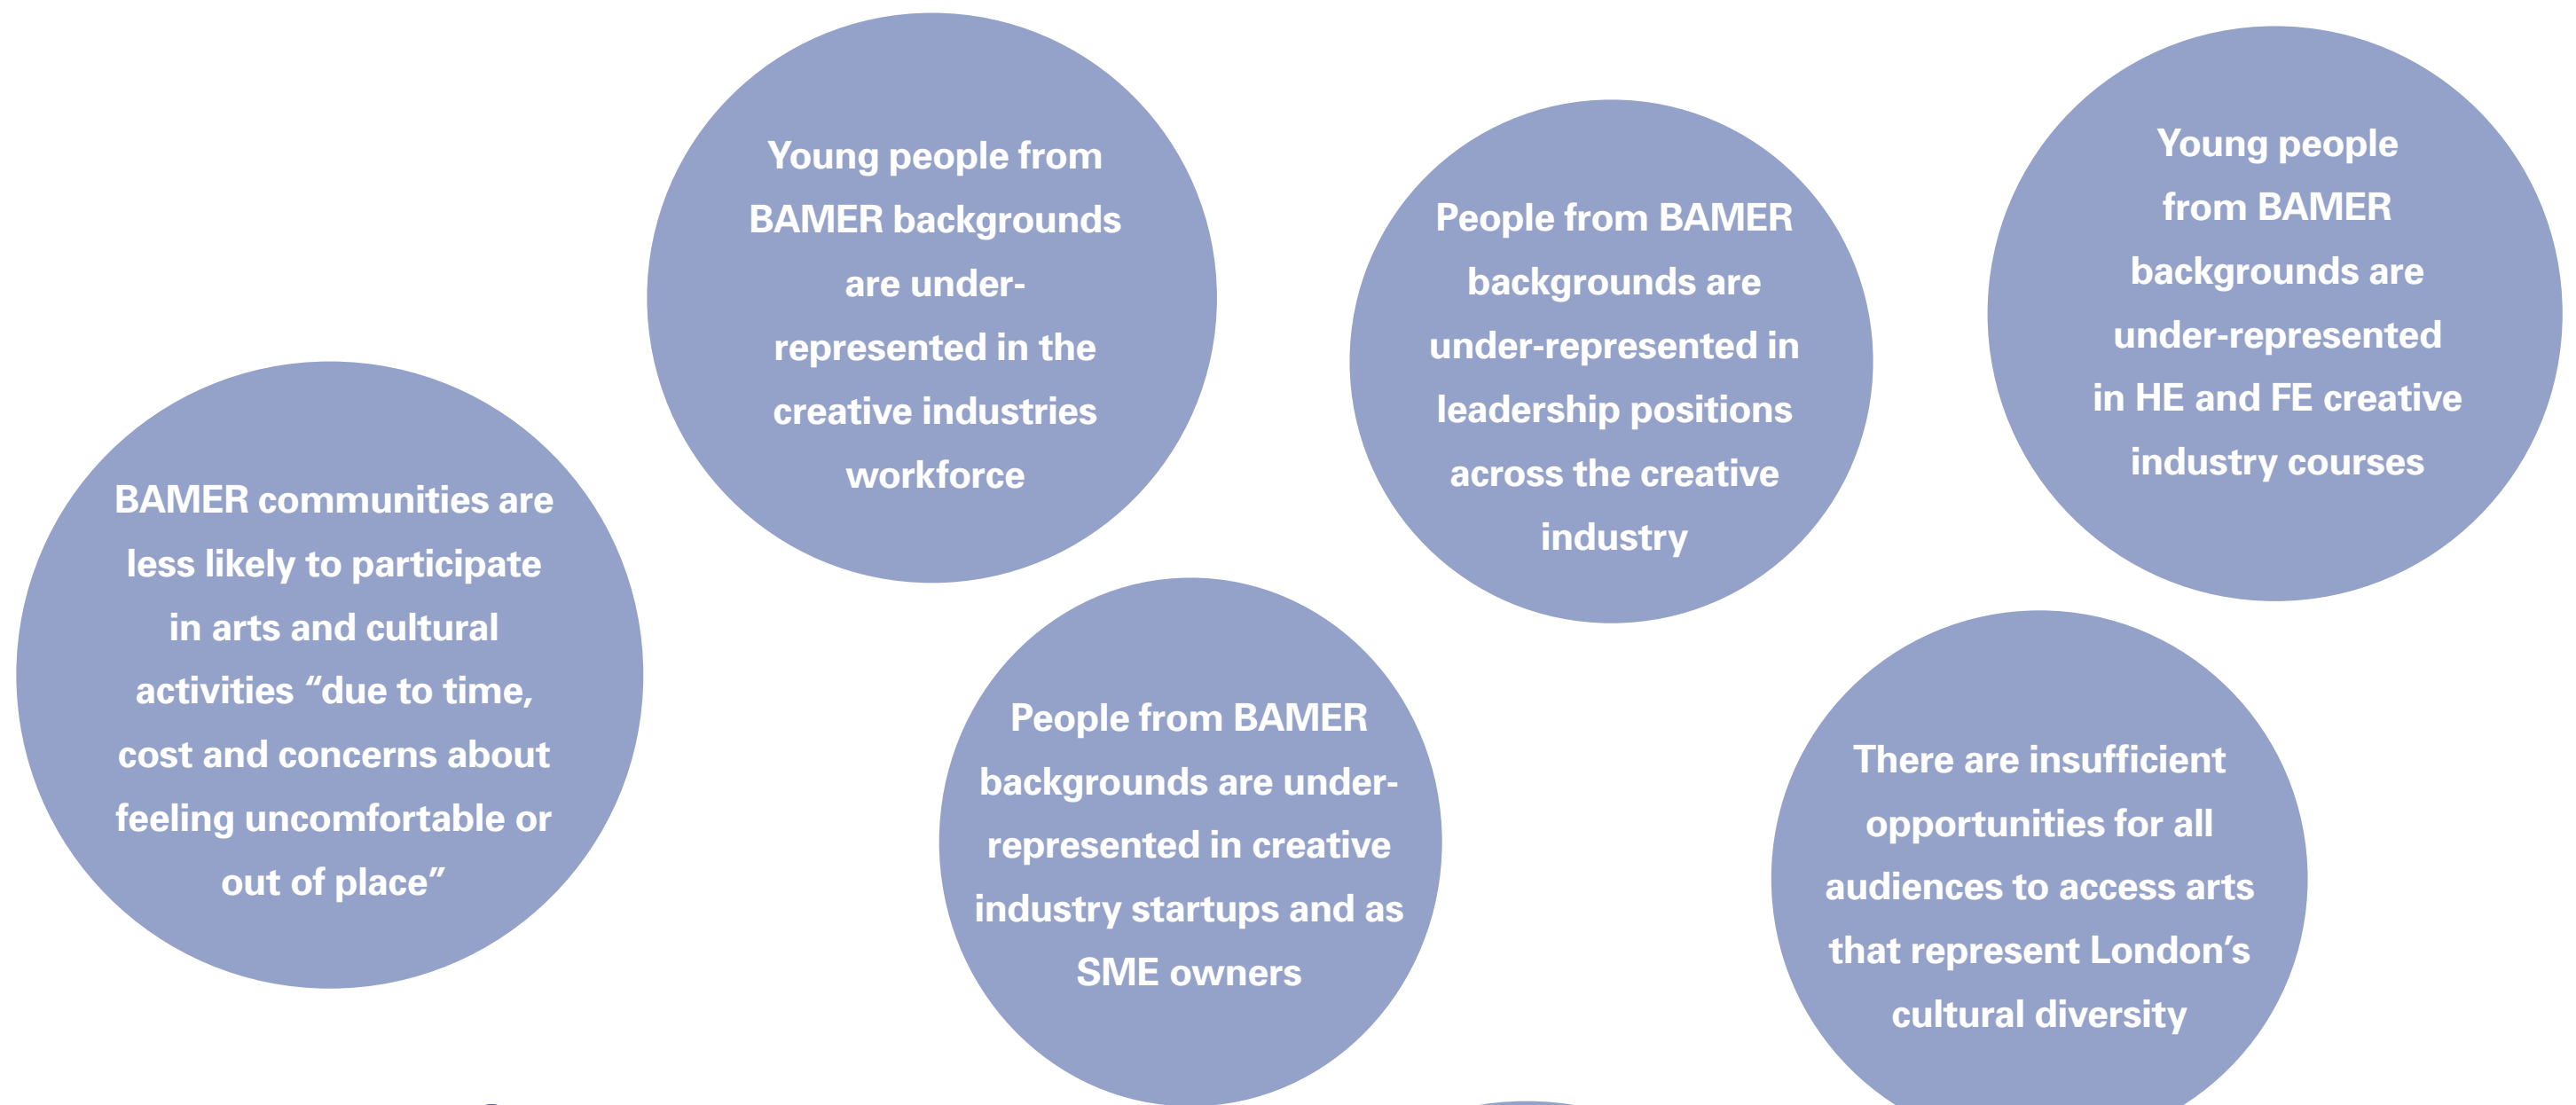 Young people from
BAMER backgrounds
are under-
represented in the
creative industries
workforce
People from BAMER
backgrounds are
under-represented in
leadership positions
across the creative
industry
Young people
from BAMER
backgrounds are
under-represented
in HE and FE creative
industry courses
BAMER communities are
less likely to participate
in arts and cultural
activities “due to time,
cost and concerns about
feeling uncomfortable or
out of place”
People from BAMER
backgrounds are under-
represented in creative
industry startups and as
SME owners
There are insufficient
opportunities for all
audiences to access arts
that represent London’s
cultural diversity